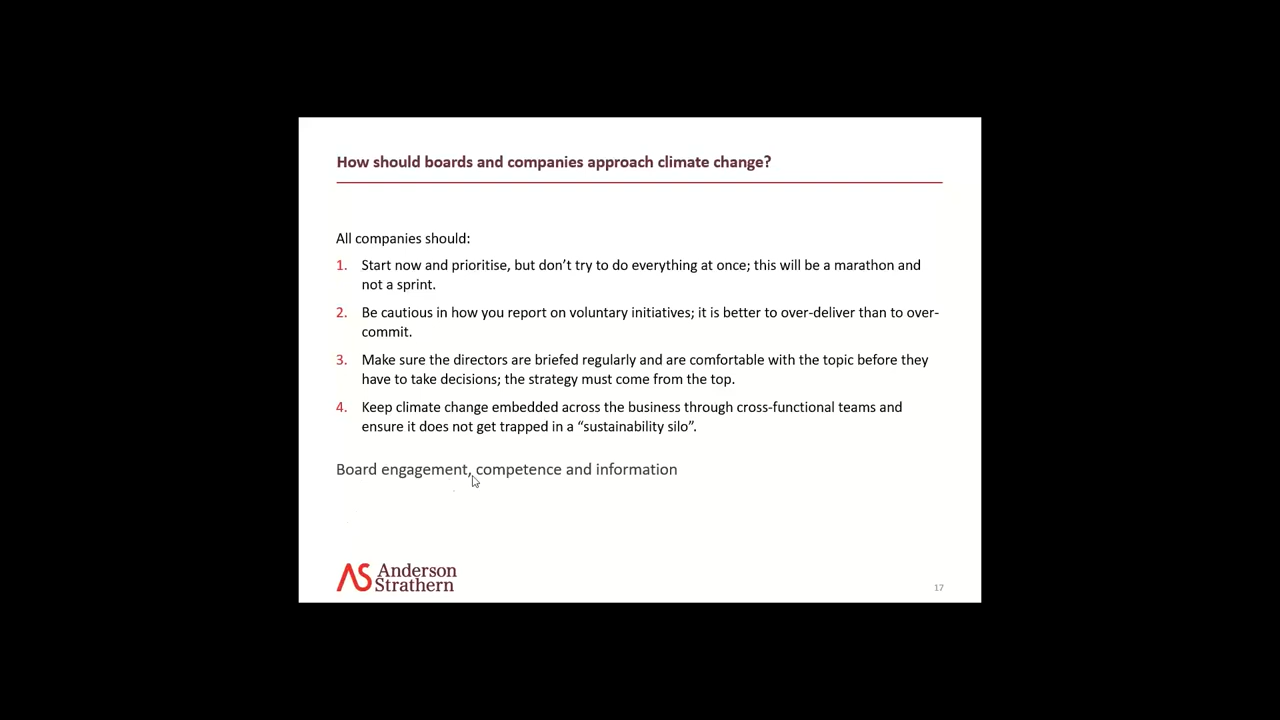 How should boards and companies approach climate change?
All companies should:
1. Start now and prioritise, but don’t try to do everything at once; this will be a marathon and
not a sprint.
2. Be cautious in how you report on voluntary initiatives; it is better to over-deliver than to over-
commit.
3. Make sure the directors are briefed regularly and are comfortable with the topic before they
have to take decisions; the strategy must come from the top.
4. Keep climate change embedded across the business through cross-functional teams and
ensure it does not get trapped in a “sustainability silo”.
Board engagement, competence and information
AS Anderson
Strathern
17